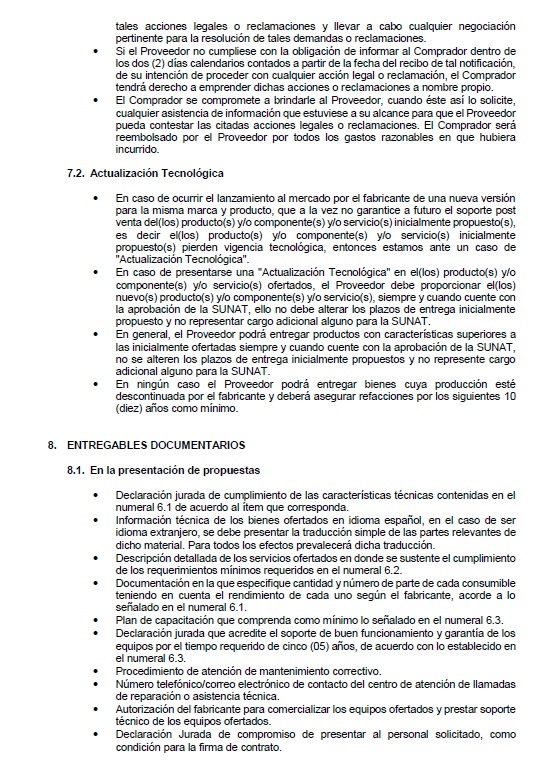 tales acciones legales o reclamaciones y llevar a cabo cualquier negociación
pertinente para la resolución de tales demandas o reclamaciones.
• Si el Proveedor no cumpliese con la obligación de informar al Comprador dentro de
los dos (2) días calendarios contados a partir de la fecha del recibo de tal notificación,
de su intención de proceder con cualquier acción legal o reclamación, el Comprador
tendrá derecho a emprender dichas acciones o reclamaciones a nombre propio.
• El Comprador se compromete a brindarle al Proveedor, cuando éste así lo solicite,
cualquier asistencia de información que estuviese a su alcance para que el Proveedor
pueda contestar las citadas acciones legales o reclamaciones. El Comprador será
reembolsado por el Proveedor por todos los gastos razonables en que hubiera
incurrido.
7.2. Actualización Tecnológica
• En caso de ocurrir el lanzamiento al mercado por el fabricante de una nueva versión
para la misma marca y producto, que a la vez no garantice a futuro el soporte post
venta del(los) producto(s) y/o componente(s) y/o servicio(s) inicialmente propuesto(s),
es decir el(los) producto(s) y/o componente(s) y/o servicio(s) inicialmente
propuesto(s) pierden vigencia tecnológica, entonces estamos ante un caso de
"Actualización Tecnológica".
• En caso de presentarse una "Actualización Tecnológica" en el(los) producto(s) y/o
componente(s) y/o servicio(s) ofertados, el Proveedor debe proporcionar el(los)
nuevo(s) producto(s) y/o componente(s) y/o servicio(s), siempre y cuando cuente con
la aprobación de la SUNAT, ello no debe alterar los plazos de entrega inicialmente
propuesto y no representar cargo adicional alguno para la SUNAT.
• En general, el Proveedor podrá entregar productos con características superiores a
las inicialmente ofertadas siempre y cuando cuente con la aprobación de la SUNAT,
no se alteren los plazos de entrega inicialmente propuestos y no represente cargo
adicional alguno para la SUNAT.
• En ningún caso el Proveedor podrá entregar bienes cuya producción esté
descontinuada por el fabricante y deberá asegurar refacciones por los siguientes 10
(diez) años como mínimo.
8. ENTREGABLES DOCUMENTARIOS
8.1. En la presentación de propuestas
• Declaración jurada de cumplimiento de las características técnicas contenidas en el
numeral 6.1 de acuerdo al ítem que corresponda.
• Información técnica de los bienes ofertados en idioma español, en el caso de ser
idioma extranjero, se debe presentar la traducción simple de las partes relevantes de
dicho material. Para todos los efectos prevalecerá dicha traducción.
• Descripción detallada de los servicios ofertados en donde se sustente el cumplimiento
de los requerimientos mínimos requeridos en el numeral 6.2.
• Documentación en la que especifique cantidad y número de parte de cada consumible
teniendo en cuenta el rendimiento de cada uno según el fabricante, acorde a lo
señalado en el numeral 6.1.
• Plan de capacitación que comprenda como mínimo lo señalado en el numeral 6.3.
• Declaración jurada que acredite el soporte de buen funcionamiento y garantía de los
equipos por el tiempo requerido de cinco (05) años, de acuerdo con lo establecido en
el numeral 6.3.
• Procedimiento de atención de mantenimiento correctivo.
• Número telefónico/correo electrónico de contacto del centro de atención de llamadas
de reparación o asistencia técnica.
• Autorización del fabricante para comercializar los equipos ofertados y prestar soporte
técnico de los equipos ofertados.
• Declaración Jurada de compromiso de presentar al personal solicitado, como
condición para la firma de contrato.